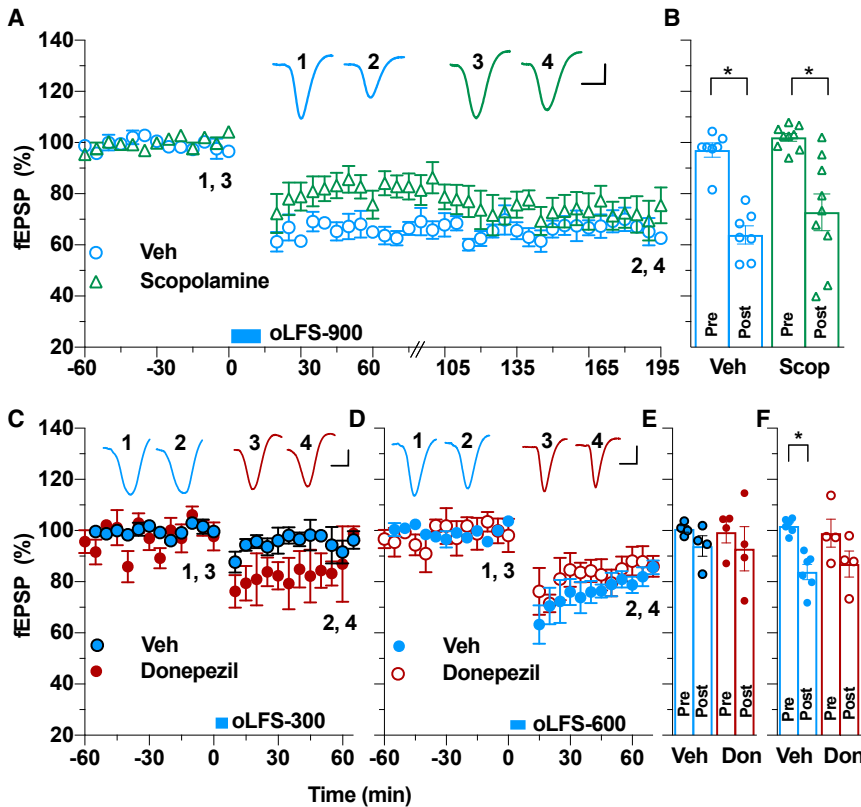 A
B
140
120
100
80
60
40
20
fEPSP (%)
1
2
3
4
1, 3
2, 4
Veh
Scopolamine
oLFS-900
-60
-30
0
30
60
105
135
165
195
*
*
Pre
Post
Pre
Post
Veh
Scop
C
D
E
F
140
120
100
80
60
40
20
fEPSP (%)
1
2
3
4
1, 3
2, 4
Veh
Donepezil
oLFS-300
-60
-30
0
30
60
1
2
3
4
1, 3
2, 4
Veh
Donepezil
oLFS-600
-60
-30
0
30
60
Time (min)
Pre
Post
Pre
Post
Veh
Don
*
Pre
Post
Pre
Post
Veh
Don